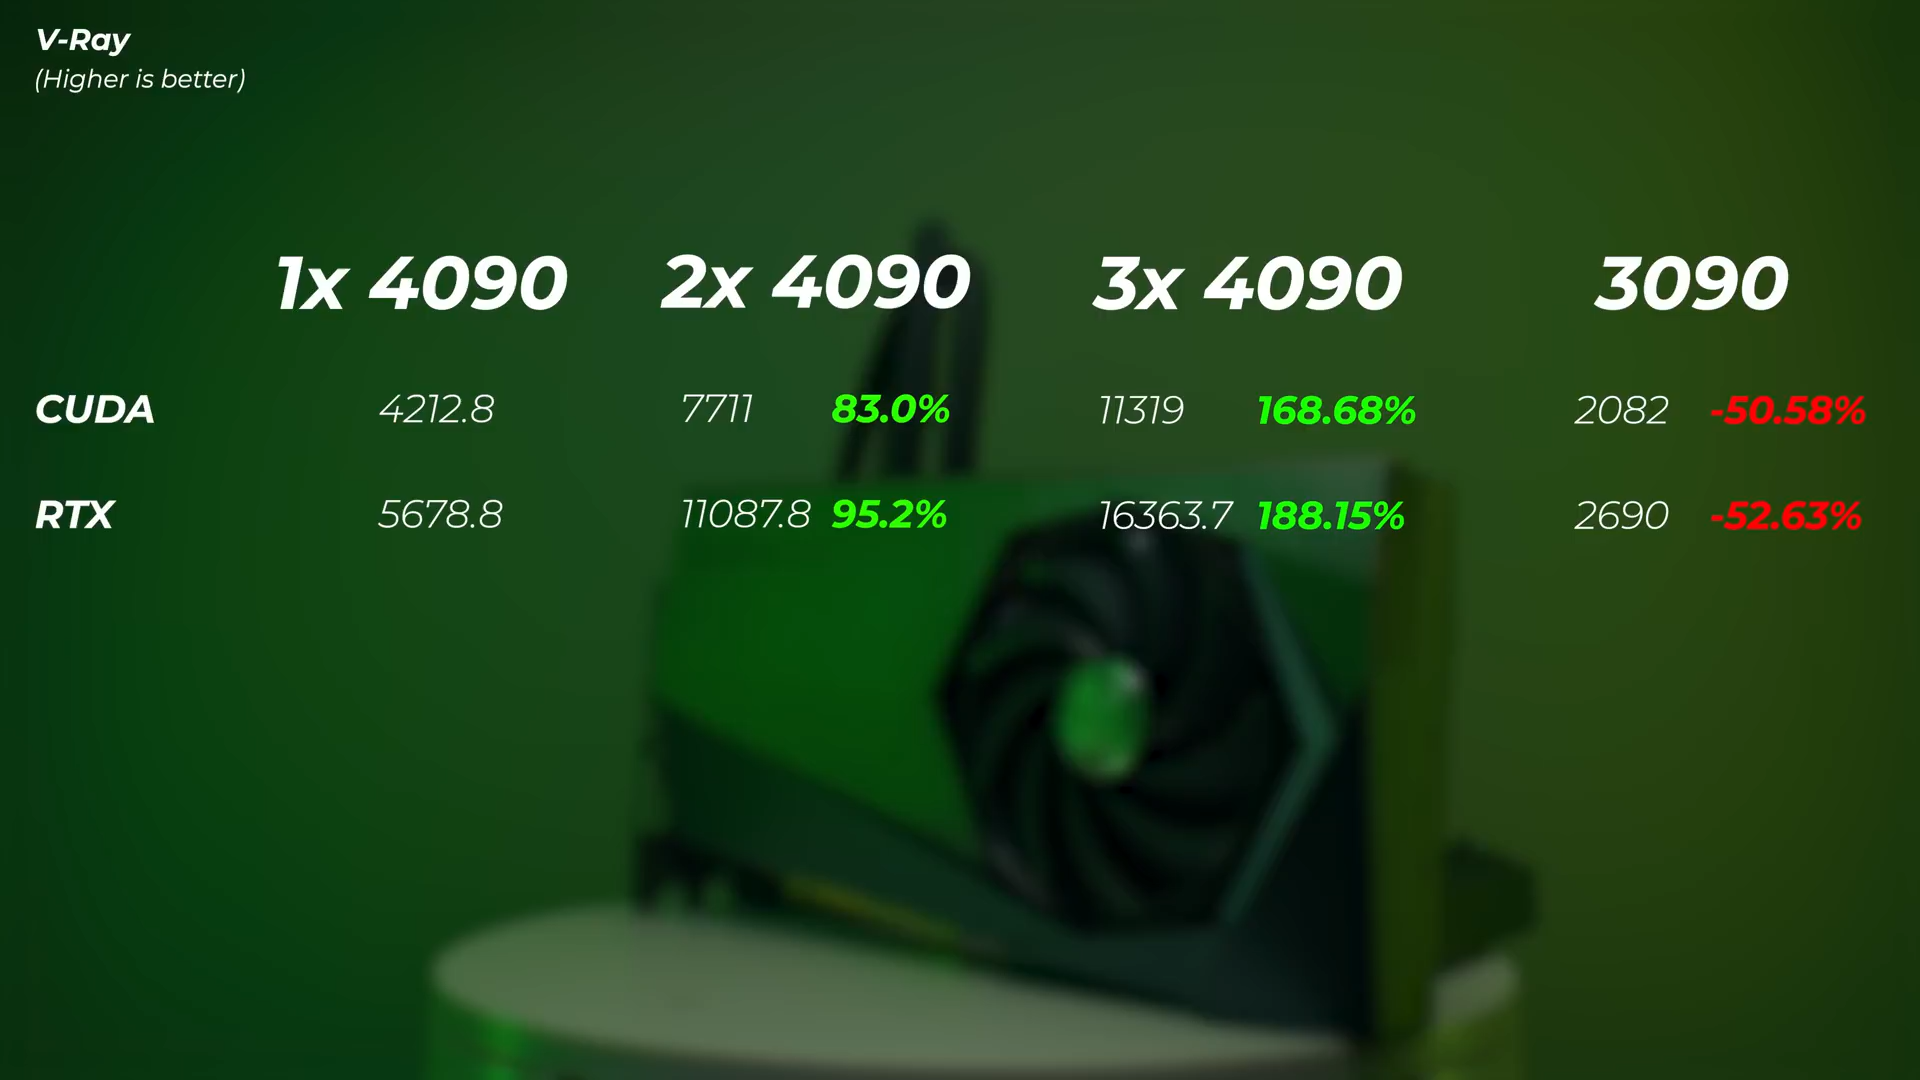 V-Ray
(Higher is better)
1x 4090 2x 4090 3x 4090 3090
CUDA 4212.8 7711 83.0% 11319 168.68% 2082 -50.58%
RTX 5678.8 11087.8 95.2% 16363.7 188.15% 2690 -52.63%